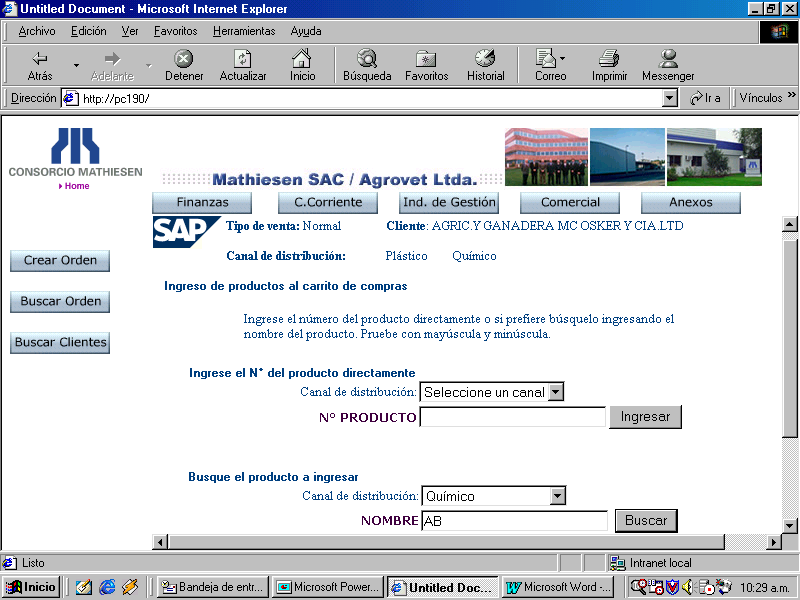 Untitled Document - Microsoft Internet Explorer
Archivo Edición Ver Favoritos Herramientas Ayuda
Atrás Adelante Detener Actualizar Inicio Búsqueda Favoritos Historial Correo Imprimir Messenger
Dirección http://pc190/ Ir a Vínculos »
CONSORCIO MATHIESEN
Home
Mathiesen SAC / Agrovet Ltda.
Finanzas C.Corriente Ind. de Gestión Comercial Anexos
SAP Tipo de venta: Normal Cliente: AGRIC.Y GANADERA MC OSKER Y CIA.LTD
Canal de distribución: Plástico Químico
Crear Orden
Buscar Orden
Buscar Clientes
Ingreso de productos al carrito de compras
Ingrese el número del producto directamente o si prefiere búsquelo ingresando el
nombre del producto. Pruebe con mayúscula y minúscula.
Ingrese el N° del producto directamente
Canal de distribución: Seleccione un canal
Nº PRODUCTO Ingresar
Busque el producto a ingresar
Canal de distribución: Químico
NOMBRE AB Buscar
Listo Intranet local
Inicio Bandeja de entr... Microsoft Power... Untitled Doc... Microsoft Word -... 10:29 a.m.